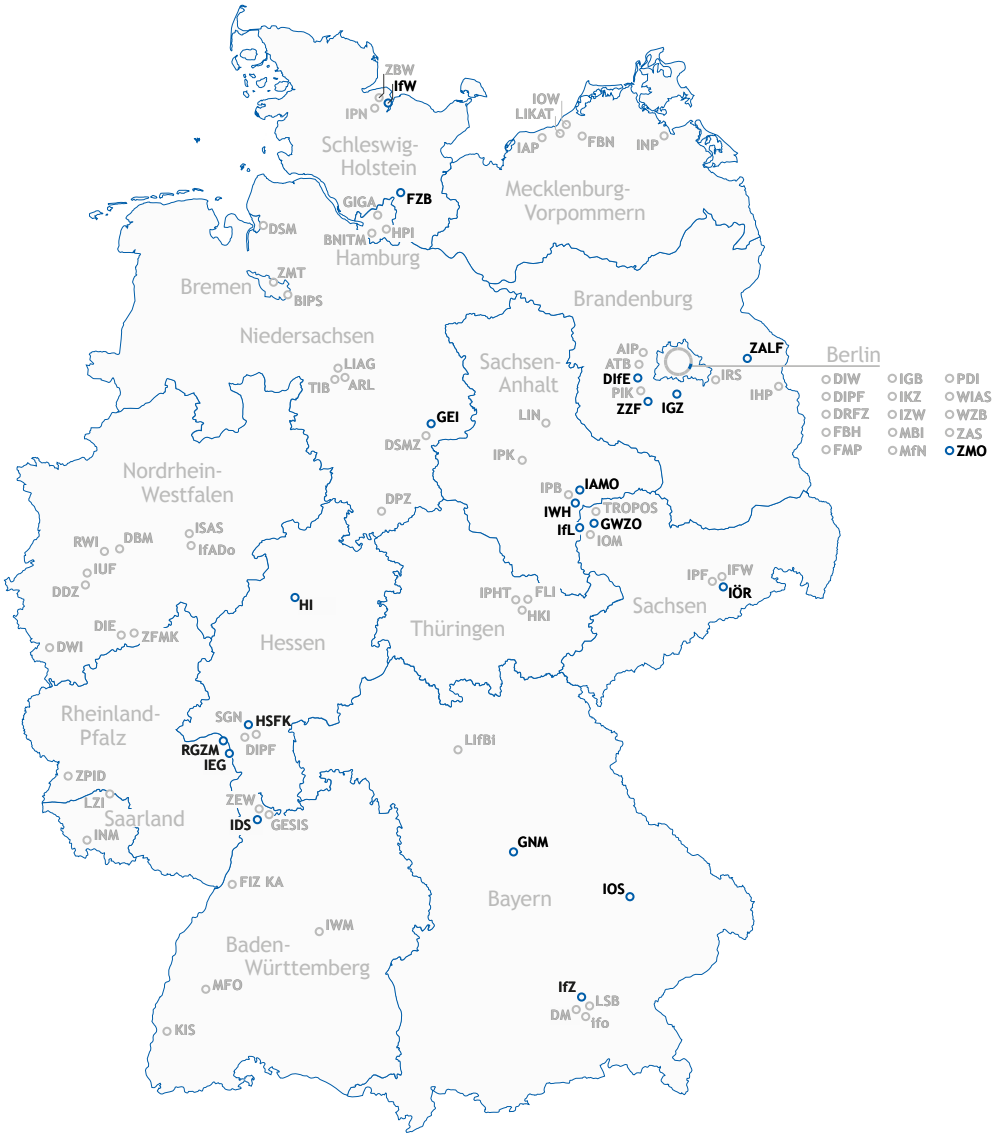 ZBW
IfW
IPN
IOW
LIKAT
IAP
FBN
INP
Schleswig-
Holstein
FZB
Mecklenburg-
Vorpommern
GIGA
DSM
BNITM
HPI
Hamburg
ZMT
Bremen
BIPS
Brandenburg
Niedersachsen
AIP
ZALF
Sachsen-
Anhalt
LIAG
ATB
Berlin
TIB
ARL
DIfE
IRS
DIW
IGB
PDI
PIK
IHP
DIPF
IKZ
WIAS
ZZF
IGZ
LIN
GEI
DRFZ
IZW
WZB
DSMZ
FBH
MBI
ZAS
IPK
FMP
MfN
ZMO
Nordrhein-
Westfalen
IPB
IAMO
DPZ
IWH
TROPOS
IfL
GWZO
ISAS
IOM
RWI
DBM
IfADo
IUF
DDZ
IPF
IFW
IÖR
HI
IPHT
FLI
HKI
Sachsen
Thüringen
DIE
ZFMK
Hessen
DWI
Rheinland-
Pfalz
SGN
HSFK
RGZM
DIPF
IEG
LIfBi
ZPID
LZI
ZEW
Saarland
IDS
GESIS
INM
GNM
FIZ KA
IOS
Bayern
IWM
Baden-
Württemberg
MFO
IfZ
LSB
DM
ifo
KIS